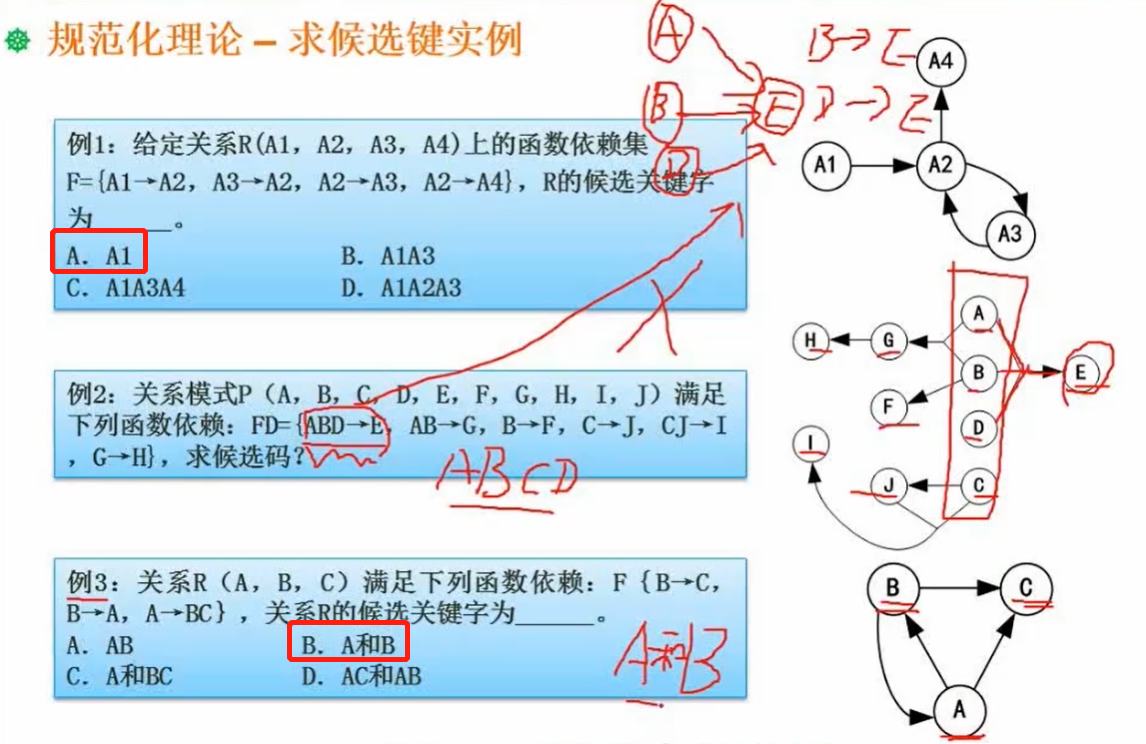 规范化理论 – 求候选键实例
例1：给定关系R(A1，A2，A3，A4)上的函数依赖集
F={A1→A2，A3→A2，A2→A3，A2→A4}，R的候选关键字
为______。
A. A1
B. A1A3
C. A1A3A4
D. A1A2A3
A
B
D
E
B→E
D→E
A4
A1
A2
A3
例2：关系模式P（A，B，C，D，E，F，G，H，I，J）满足
下列函数依赖：FD={ABD→E，AB→G，B→F，C→J，CJ→I
，G→H}，求候选码？
ABCD
A
H
G
B
E
F
D
I
J
C
例3：关系R（A，B，C）满足下列函数依赖：F｛B→C，
B→A，A→BC｝，关系R的候选关键字为______。
A. AB
B. A和B
C. A和BC
D. AC和AB
A和B
B
C
A